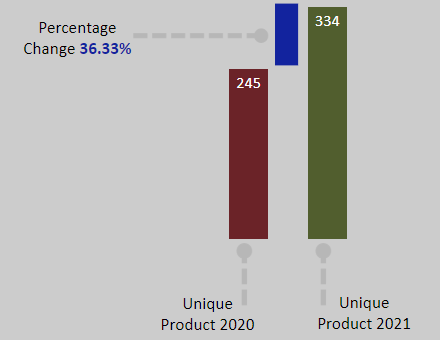 Percentage
Change 36.33%
334
245
Unique
Product 2020
Unique
Product 2021